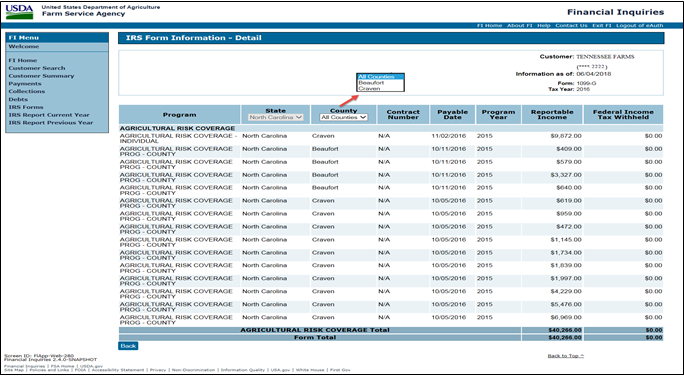 USDA
United States Department of Agriculture
Farm Service Agency
Financial Inquiries
FI Home About FI Help Contact Us Exit FI Logout of eAuth
FI Menu
Welcome
FI Home
Customer Search
Customer Summary
Payments
Collections
Debts
IRS Forms
IRS Report Current Year
IRS Report Previous Year
IRS Form Information - Detail
Customer: TENNESSEE FARMS
(**** ????)
Information as of: 06/04/2018
Form: 1099-G
Tax Year: 2016
All Counties
Beaufort
Craven
Program State County Contract Number Payable Date Program Year Reportable Income Federal Income Tax Withheld
North Carolina All Counties
AGRICULTURAL RISK COVERAGE
AGRICULTURAL RISK COVERAGE - INDIVIDUAL North Carolina Craven N/A 11/02/2016 2015 $9,872.00 $0.00
AGRICULTURAL RISK COVERAGE PROG - COUNTY North Carolina Beaufort N/A 10/11/2016 2015 $409.00 $0.00
AGRICULTURAL RISK COVERAGE PROG - COUNTY North Carolina Beaufort N/A 10/11/2016 2015 $579.00 $0.00
AGRICULTURAL RISK COVERAGE PROG - COUNTY North Carolina Beaufort N/A 10/11/2016 2015 $3,327.00 $0.00
AGRICULTURAL RISK COVERAGE PROG - COUNTY North Carolina Beaufort N/A 10/11/2016 2015 $640.00 $0.00
AGRICULTURAL RISK COVERAGE PROG - COUNTY North Carolina Craven N/A 10/05/2016 2015 $619.00 $0.00
AGRICULTURAL RISK COVERAGE PROG - COUNTY North Carolina Craven N/A 10/05/2016 2015 $959.00 $0.00
AGRICULTURAL RISK COVERAGE PROG - COUNTY North Carolina Craven N/A 10/05/2016 2015 $472.00 $0.00
AGRICULTURAL RISK COVERAGE PROG - COUNTY North Carolina Craven N/A 10/05/2016 2015 $1,145.00 $0.00
AGRICULTURAL RISK COVERAGE PROG - COUNTY North Carolina Craven N/A 10/05/2016 2015 $1,734.00 $0.00
AGRICULTURAL RISK COVERAGE PROG - COUNTY North Carolina Craven N/A 10/05/2016 2015 $1,839.00 $0.00
AGRICULTURAL RISK COVERAGE PROG - COUNTY North Carolina Craven N/A 10/05/2016 2015 $1,997.00 $0.00
AGRICULTURAL RISK COVERAGE PROG - COUNTY North Carolina Craven N/A 10/05/2016 2015 $4,229.00 $0.00
AGRICULTURAL RISK COVERAGE PROG - COUNTY North Carolina Craven N/A 10/05/2016 2015 $5,476.00 $0.00
AGRICULTURAL RISK COVERAGE PROG - COUNTY North Carolina Craven N/A 10/05/2016 2015 $6,969.00 $0.00
AGRICULTURAL RISK COVERAGE Total $40,266.00 $0.00
Form Total $40,266.00 $0.00
Back
Back to Top ^
Screen ID: FIApp-Web-280
Financial Inquiries 2.4.0-SNAPSHOT
Financial Inquiries | FSA Home | USDA.gov
Site Map | Policies and Links | FOIA | Accessibility Statement | Privacy | Non-Discrimination | Information Quality | USA.gov | White House | First Gov